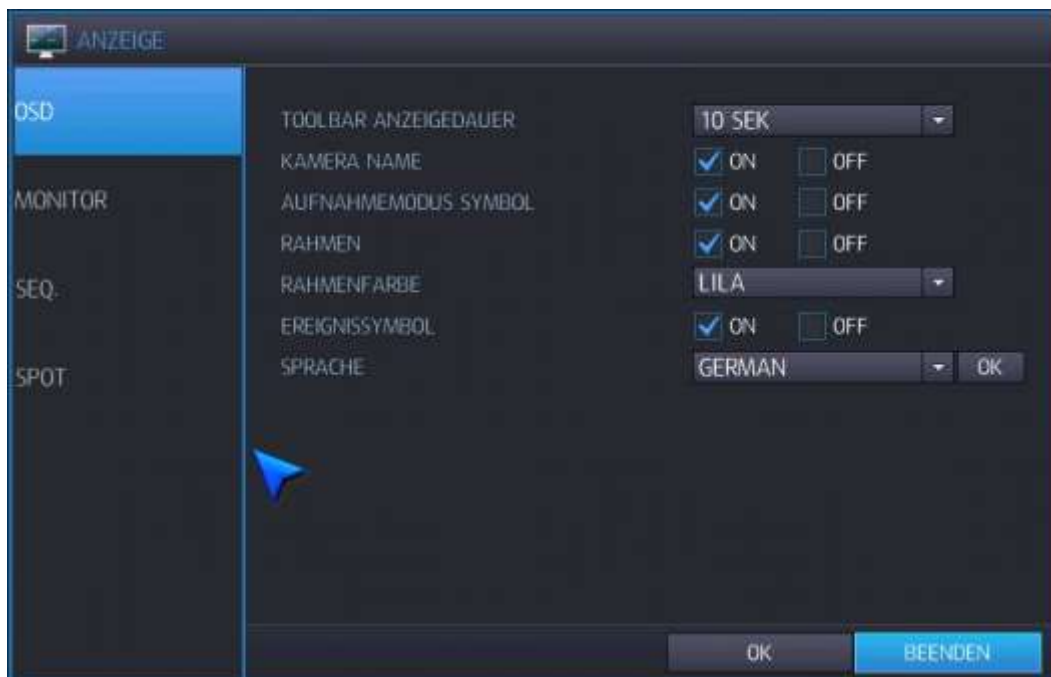 ANZEIGE
OSD
MONITOR
SEQ.
SPOT
TOOLBAR ANZEIGEDAUER 10 SEK
KAMERA NAME ON OFF
AUFNAHMEMODUS SYMBOL ON OFF
RAHMEN ON OFF
RAHMENFARBE LILA
EREIGNISSYMBOL ON OFF
SPRACHE GERMAN OK
OK BEENDEN